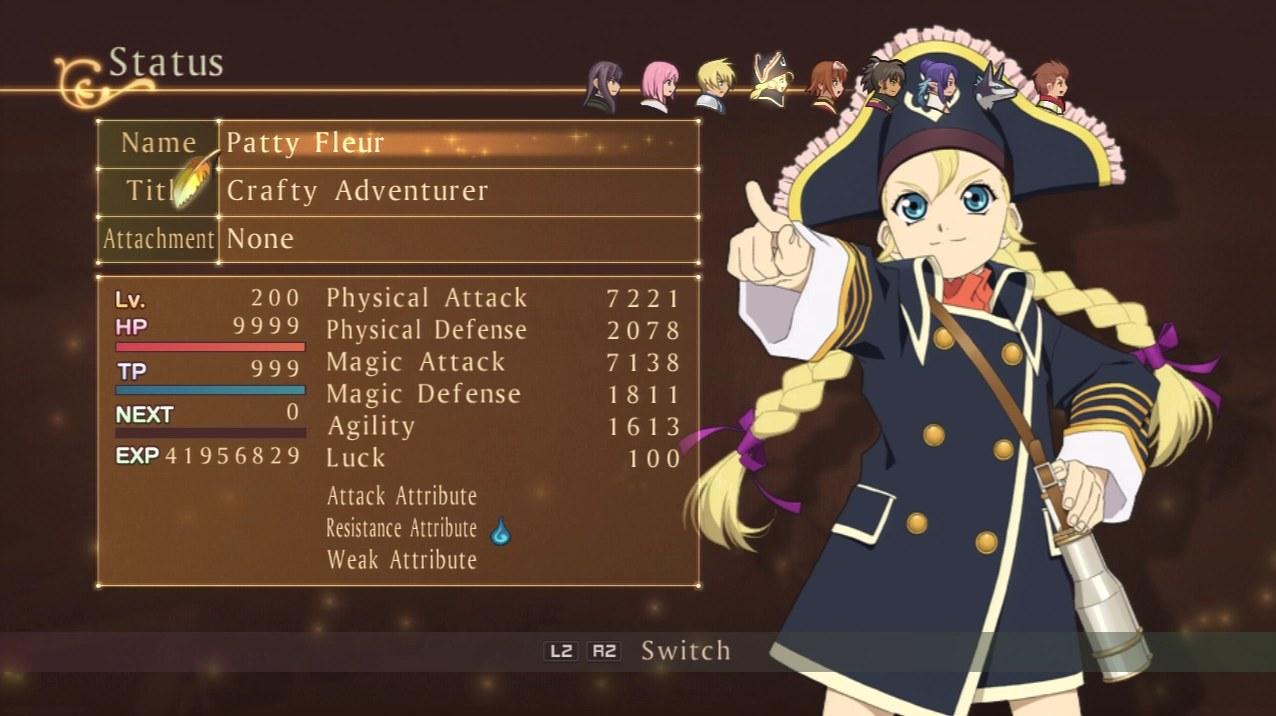 Status
Name Patty Fleur
Title Crafty Adventurer
Attachment None
Lv. 200
HP 9999
TP 999
NEXT 0
EXP 41956829
Physical Attack 7221
Physical Defense 2078
Magic Attack 7138
Magic Defense 1811
Agility 1613
Luck 100
Attack Attribute
Resistance Attribute
Weak Attribute
L2 R2 Switch